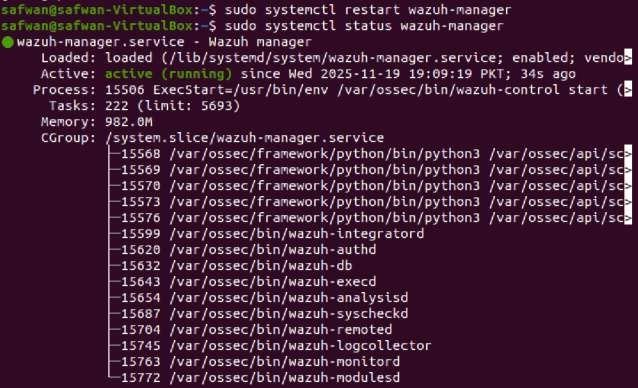 safwan@safwan-VirtualBox:~$ sudo systemctl restart wazuh-manager
safwan@safwan-VirtualBox:~$ sudo systemctl status wazuh-manager
● wazuh-manager.service - Wazuh manager
     Loaded: loaded (/lib/systemd/system/wazuh-manager.service; enabled; vendo>
     Active: active (running) since Wed 2025-11-19 19:09:19 PKT; 34s ago
    Process: 15506 ExecStart=/usr/bin/env /var/ossec/bin/wazuh-control start (>
      Tasks: 222 (limit: 5693)
     Memory: 982.0M
     CGroup: /system.slice/wazuh-manager.service
             ├─15568 /var/ossec/framework/python/bin/python3 /var/ossec/api/sc>
             ├─15569 /var/ossec/framework/python/bin/python3 /var/ossec/api/sc>
             ├─15570 /var/ossec/framework/python/bin/python3 /var/ossec/api/sc>
             ├─15573 /var/ossec/framework/python/bin/python3 /var/ossec/api/sc>
             ├─15576 /var/ossec/framework/python/bin/python3 /var/ossec/api/sc>
             ├─15599 /var/ossec/bin/wazuh-integratord
             ├─15620 /var/ossec/bin/wazuh-authd
             ├─15632 /var/ossec/bin/wazuh-db
             ├─15643 /var/ossec/bin/wazuh-execd
             ├─15654 /var/ossec/bin/wazuh-analysisd
             ├─15687 /var/ossec/bin/wazuh-syscheckd
             ├─15704 /var/ossec/bin/wazuh-remoted
             ├─15745 /var/ossec/bin/wazuh-logcollector
             ├─15763 /var/ossec/bin/wazuh-monitord
             └─15772 /var/ossec/bin/wazuh-modulesd